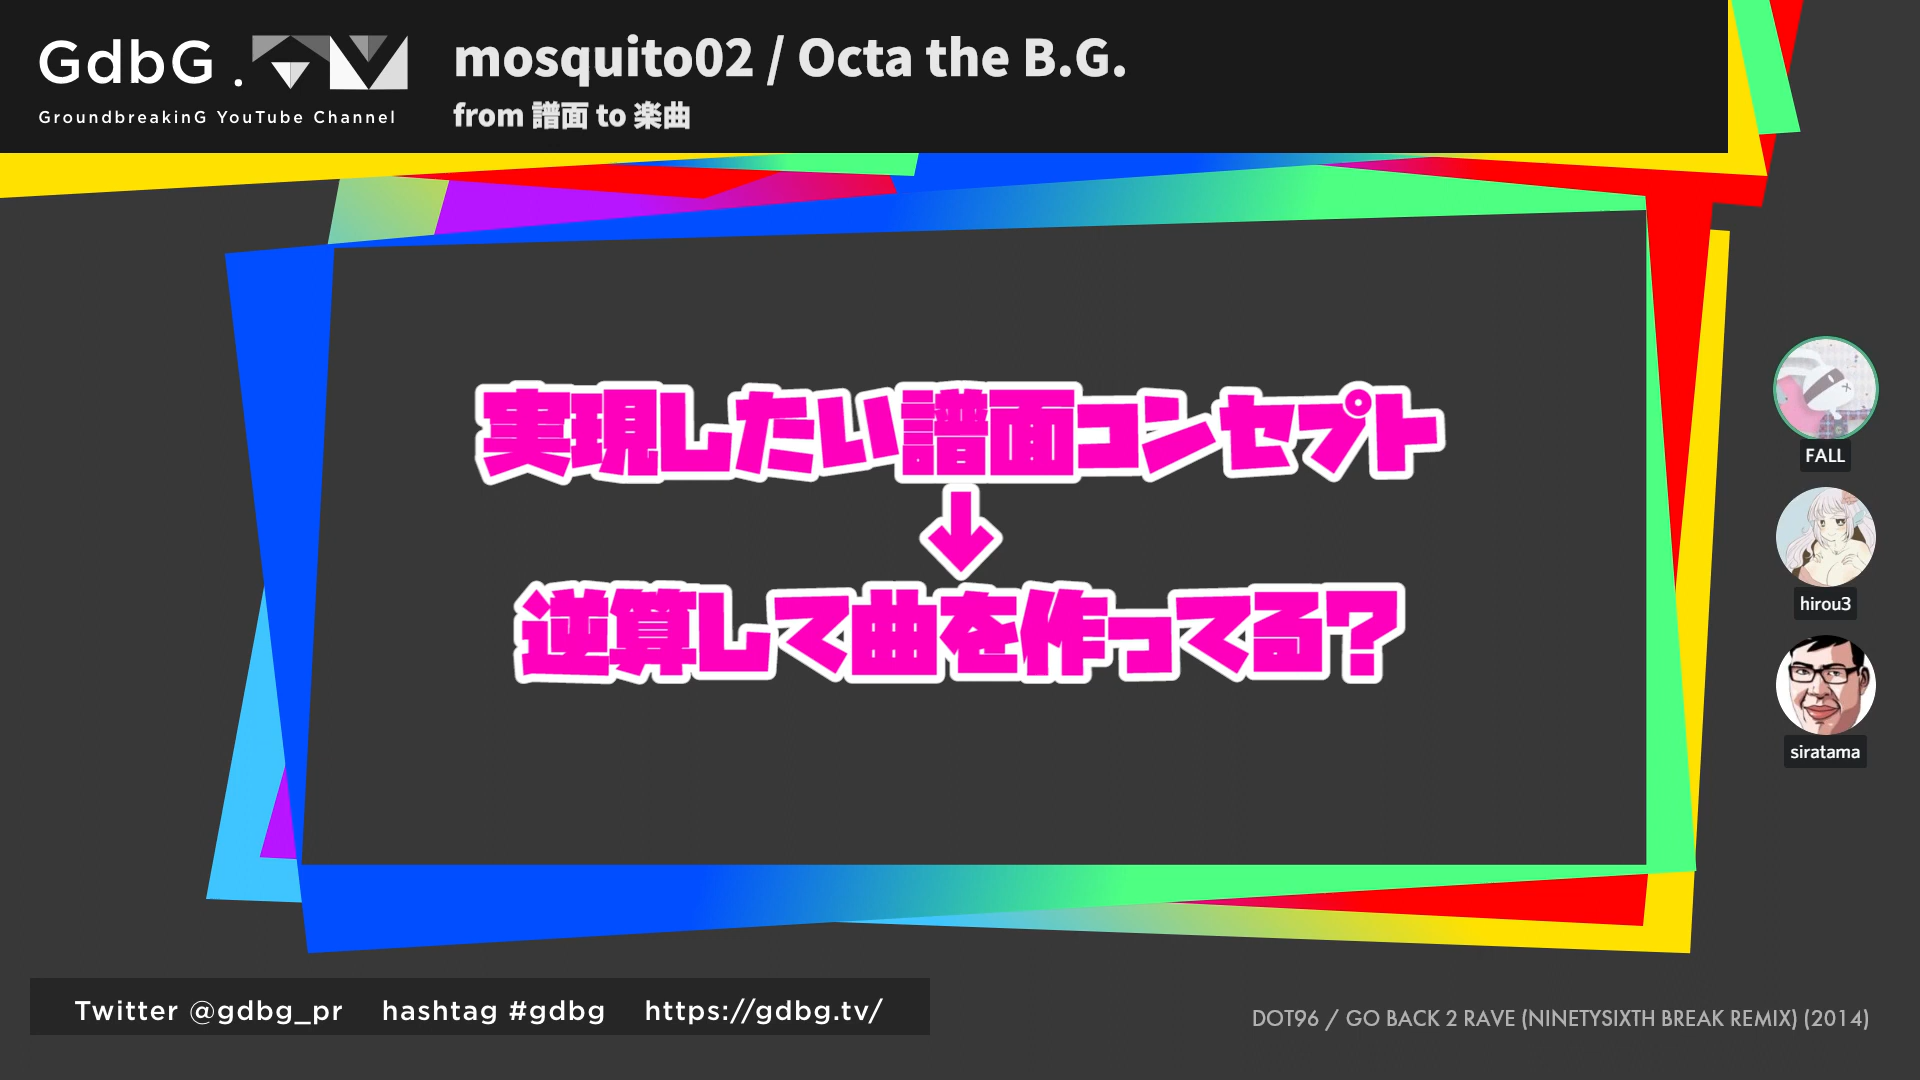 GdbG.TV
GroundbreakinG YouTube Channel
mosquito02 / Octa the B.G.
from 譜面 to 楽曲
実現したい譜面コンセプト
↓
逆算して曲を作ってる?
FALL
hirou3
siratama
Twitter @gdbg_pr hashtag #gdbg https://gdbg.tv/
DOT96 / GO BACK 2 RAVE (NINETYSIXTH BREAK REMIX) (2014)